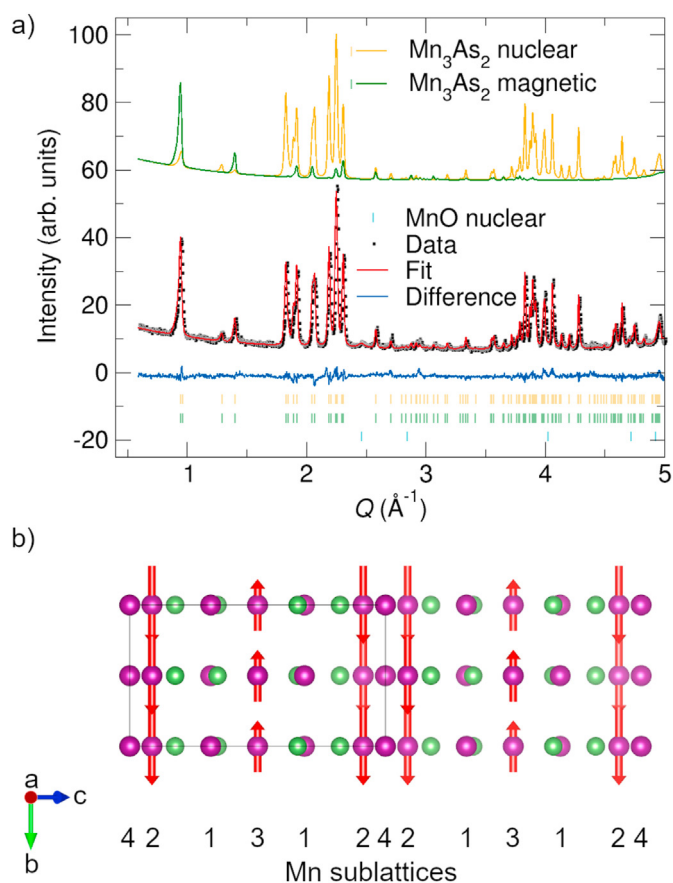 a)
100
80
60
40
20
0
-20
Intensity (arb. units)
Mn₃As₂ nuclear
Mn₃As₂ magnetic
MnO nuclear
Data
Fit
Difference
1 2 3 4 5
Q (Å⁻¹)
b)
a
c
b
4 2 1 3 1 2 4 2 1 3 1 2 4
Mn sublattices